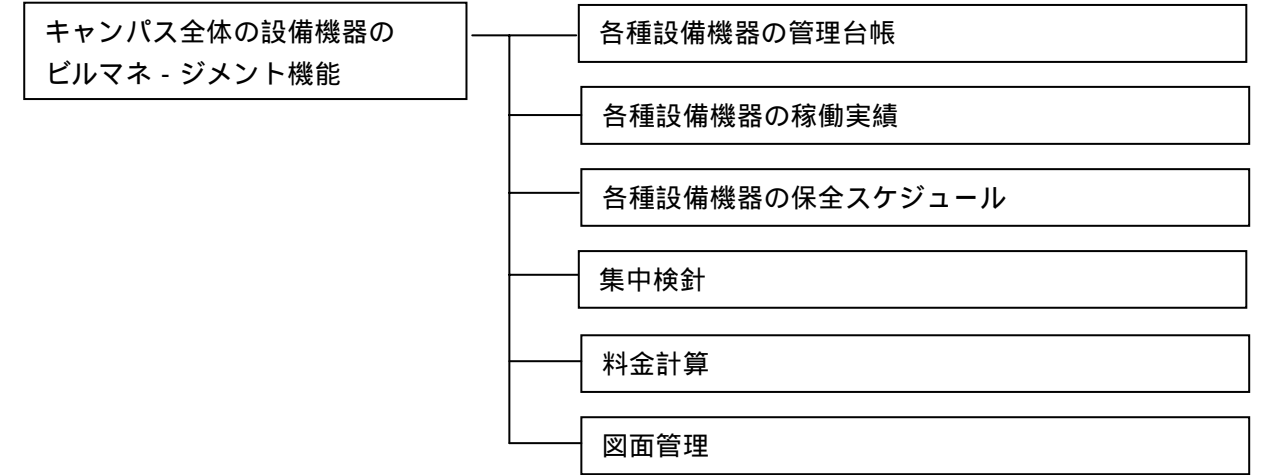 キャンパス全体の設備機器の
ビルマネ - ジメント機能
各種設備機器の管理台帳
各種設備機器の稼働実績
各種設備機器の保全スケジュール
集中検針
料金計算
図面管理